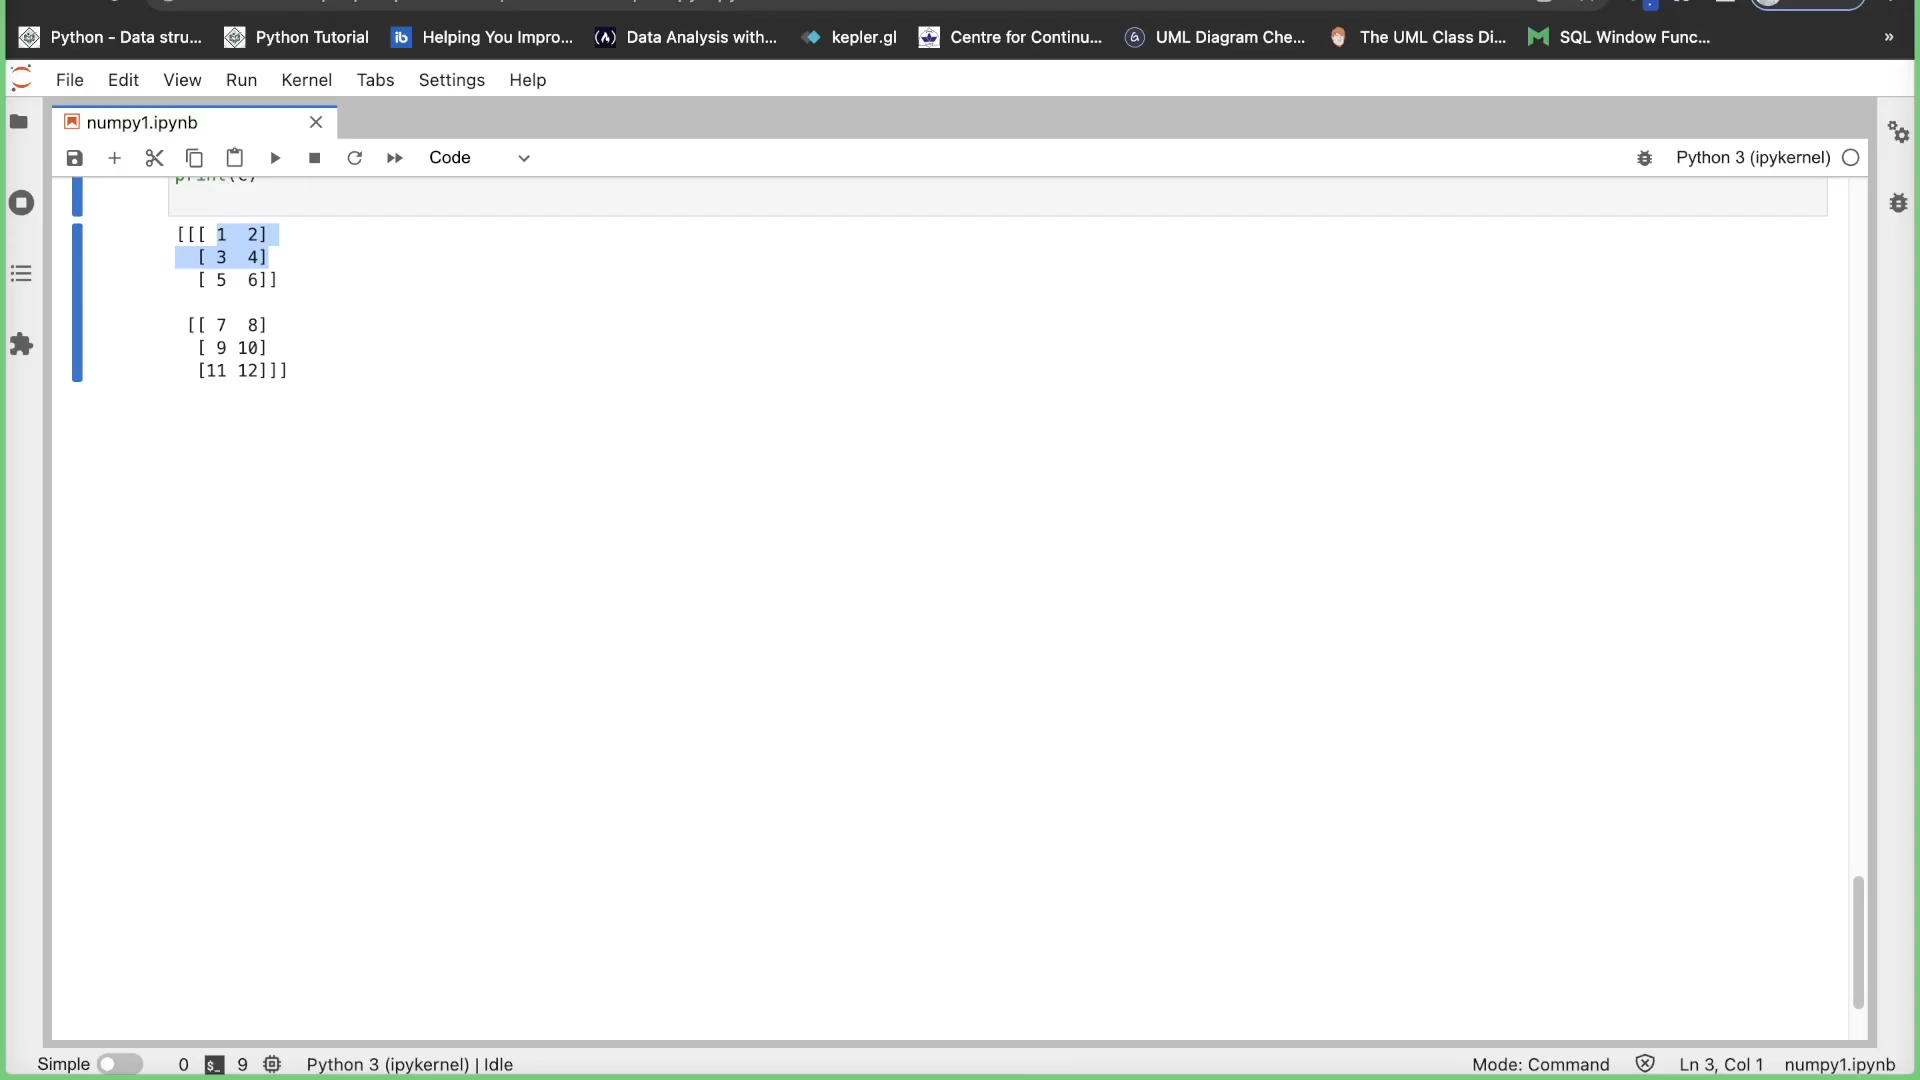 Python - Data stru... Python Tutorial ib Helping You Impro... Data Analysis with... kepler.gl Centre for Continu... UML Diagram Che... The UML Class Di... SQL Window Func... »
File Edit View Run Kernel Tabs Settings Help
numpy1.ipynb
Code Python 3 (ipykernel)
[[[ 1  2]
[ 3  4]
[ 5  6]]
[[ 7  8]
[ 9 10]
[11 12]]]
Simple 0 $_ 9 Python 3 (ipykernel) | Idle Mode: Command Ln 3, Col 1 numpy1.ipynb